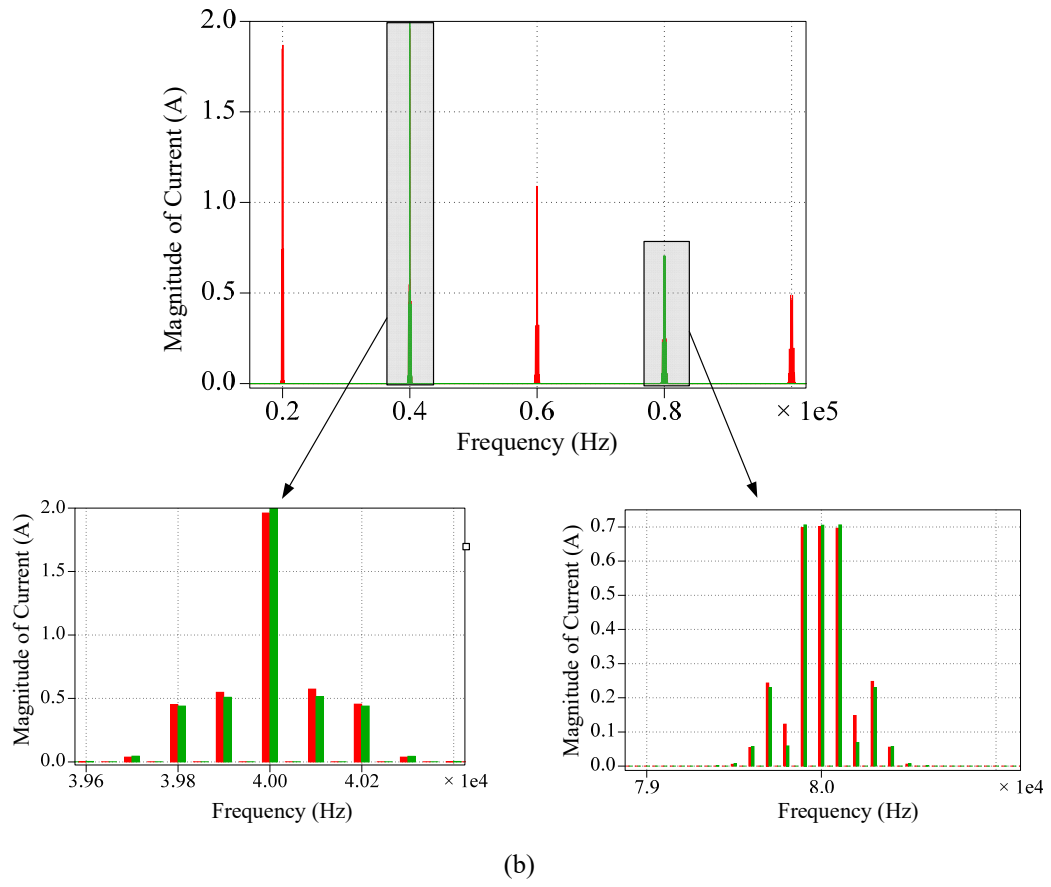 2.0
1.5
1.0
0.5
0.0
Magnitude of Current (A)
0.2 0.4 0.6 0.8 × 1e5
Frequency (Hz)
2.0
1.5
1.0
0.5
0.0
Magnitude of Current (A)
3.96 3.98 4.00 4.02 × 1e4
Frequency (Hz)
0.7
0.6
0.5
0.4
0.3
0.2
0.1
0.0
Magnitude of Current (A)
7.9 8.0 × 1e4
Frequency (Hz)
(b)